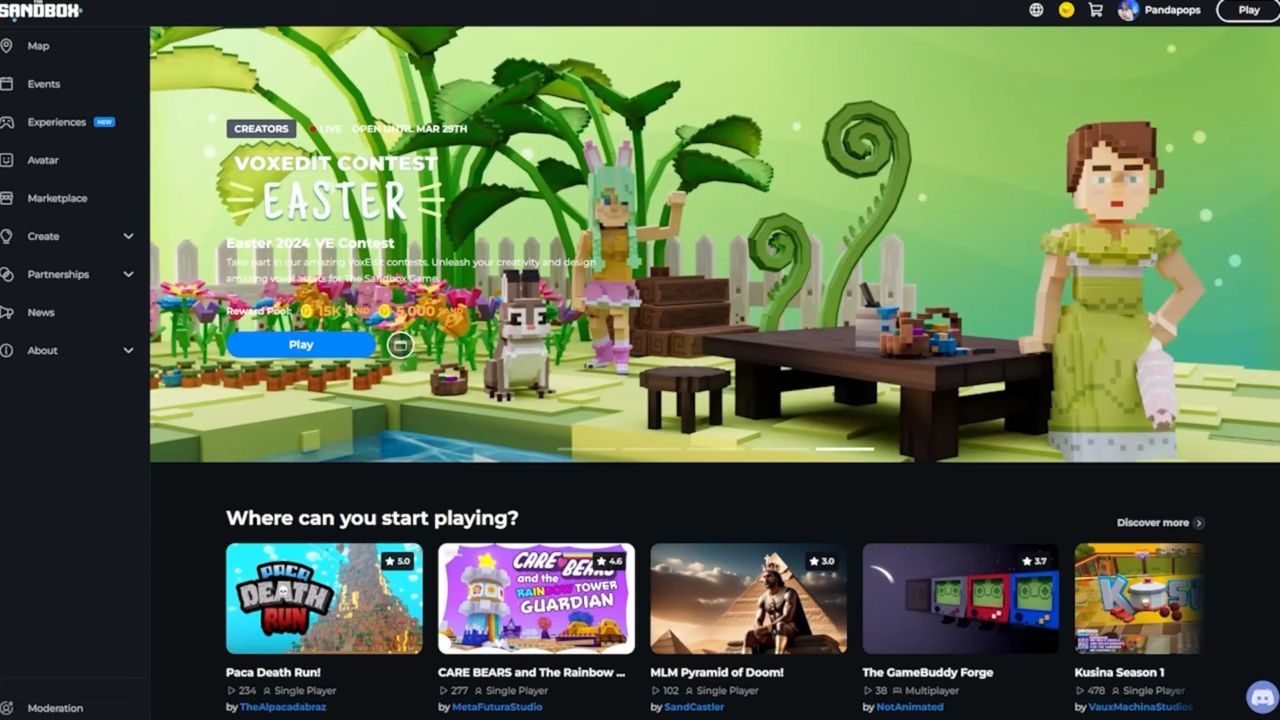 THE
SANDBOX
Pandapops
Play
Map
Events
Experiences NEW
Avatar
Marketplace
Create
Partnerships
News
About
Moderation
CREATORS LIVE OPEN UNTIL MAR 29TH
VOXEDIT CONTEST
EASTER
Easter 2024 VE Contest
Take part in our amazing VoxEdit contests. Unleash your creativity and design
amazing voxel assets for The Sandbox Game.
Reward Pool: 15K SAND 5,000 SAND
Play
Where can you start playing?
Discover more
PACA
DEATH
RUN
5.0
Paca Death Run!
234 Single Player
by TheAlpacadabraz
CARE BEARS
and the
RAINBOW TOWER
GUARDIAN
4.6
CARE BEARS and The Rainbow ...
277 Single Player
by MetaFuturaStudio
3.0
MLM Pyramid of Doom!
102 Single Player
by SandCastler
3.7
The GameBuddy Forge
38 Multiplayer
by NotAnimated
Kusina Season 1
478 Single Player
by VauxMachinaStudios